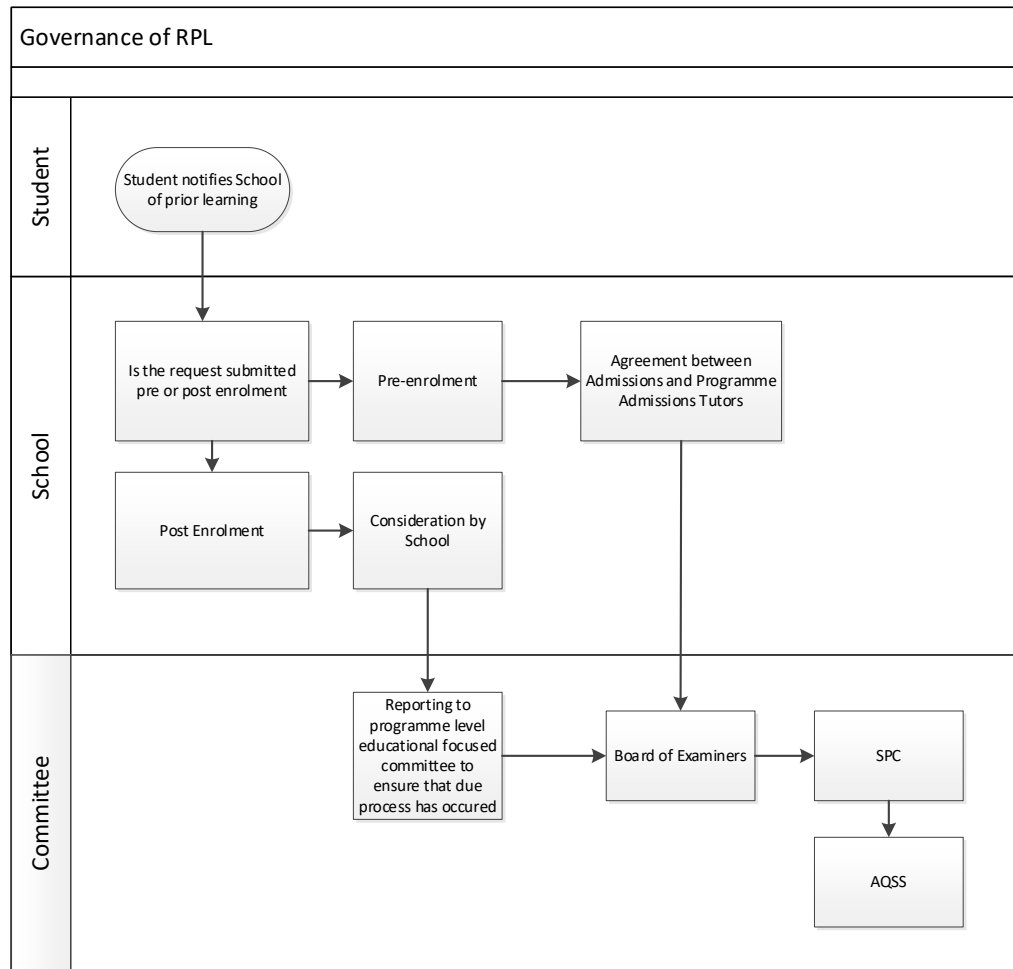 Governance of RPL
Student
Student notifies School
of prior learning
School
Is the request submitted
pre or post enrolment
Pre-enrolment
Agreement between
Admissions and Programme
Admissions Tutors
Post Enrolment
Consideration by
School
Committee
Reporting to
programme level
educational focused
committee to
ensure that due
process has occured
Board of Examiners
SPC
AQSS